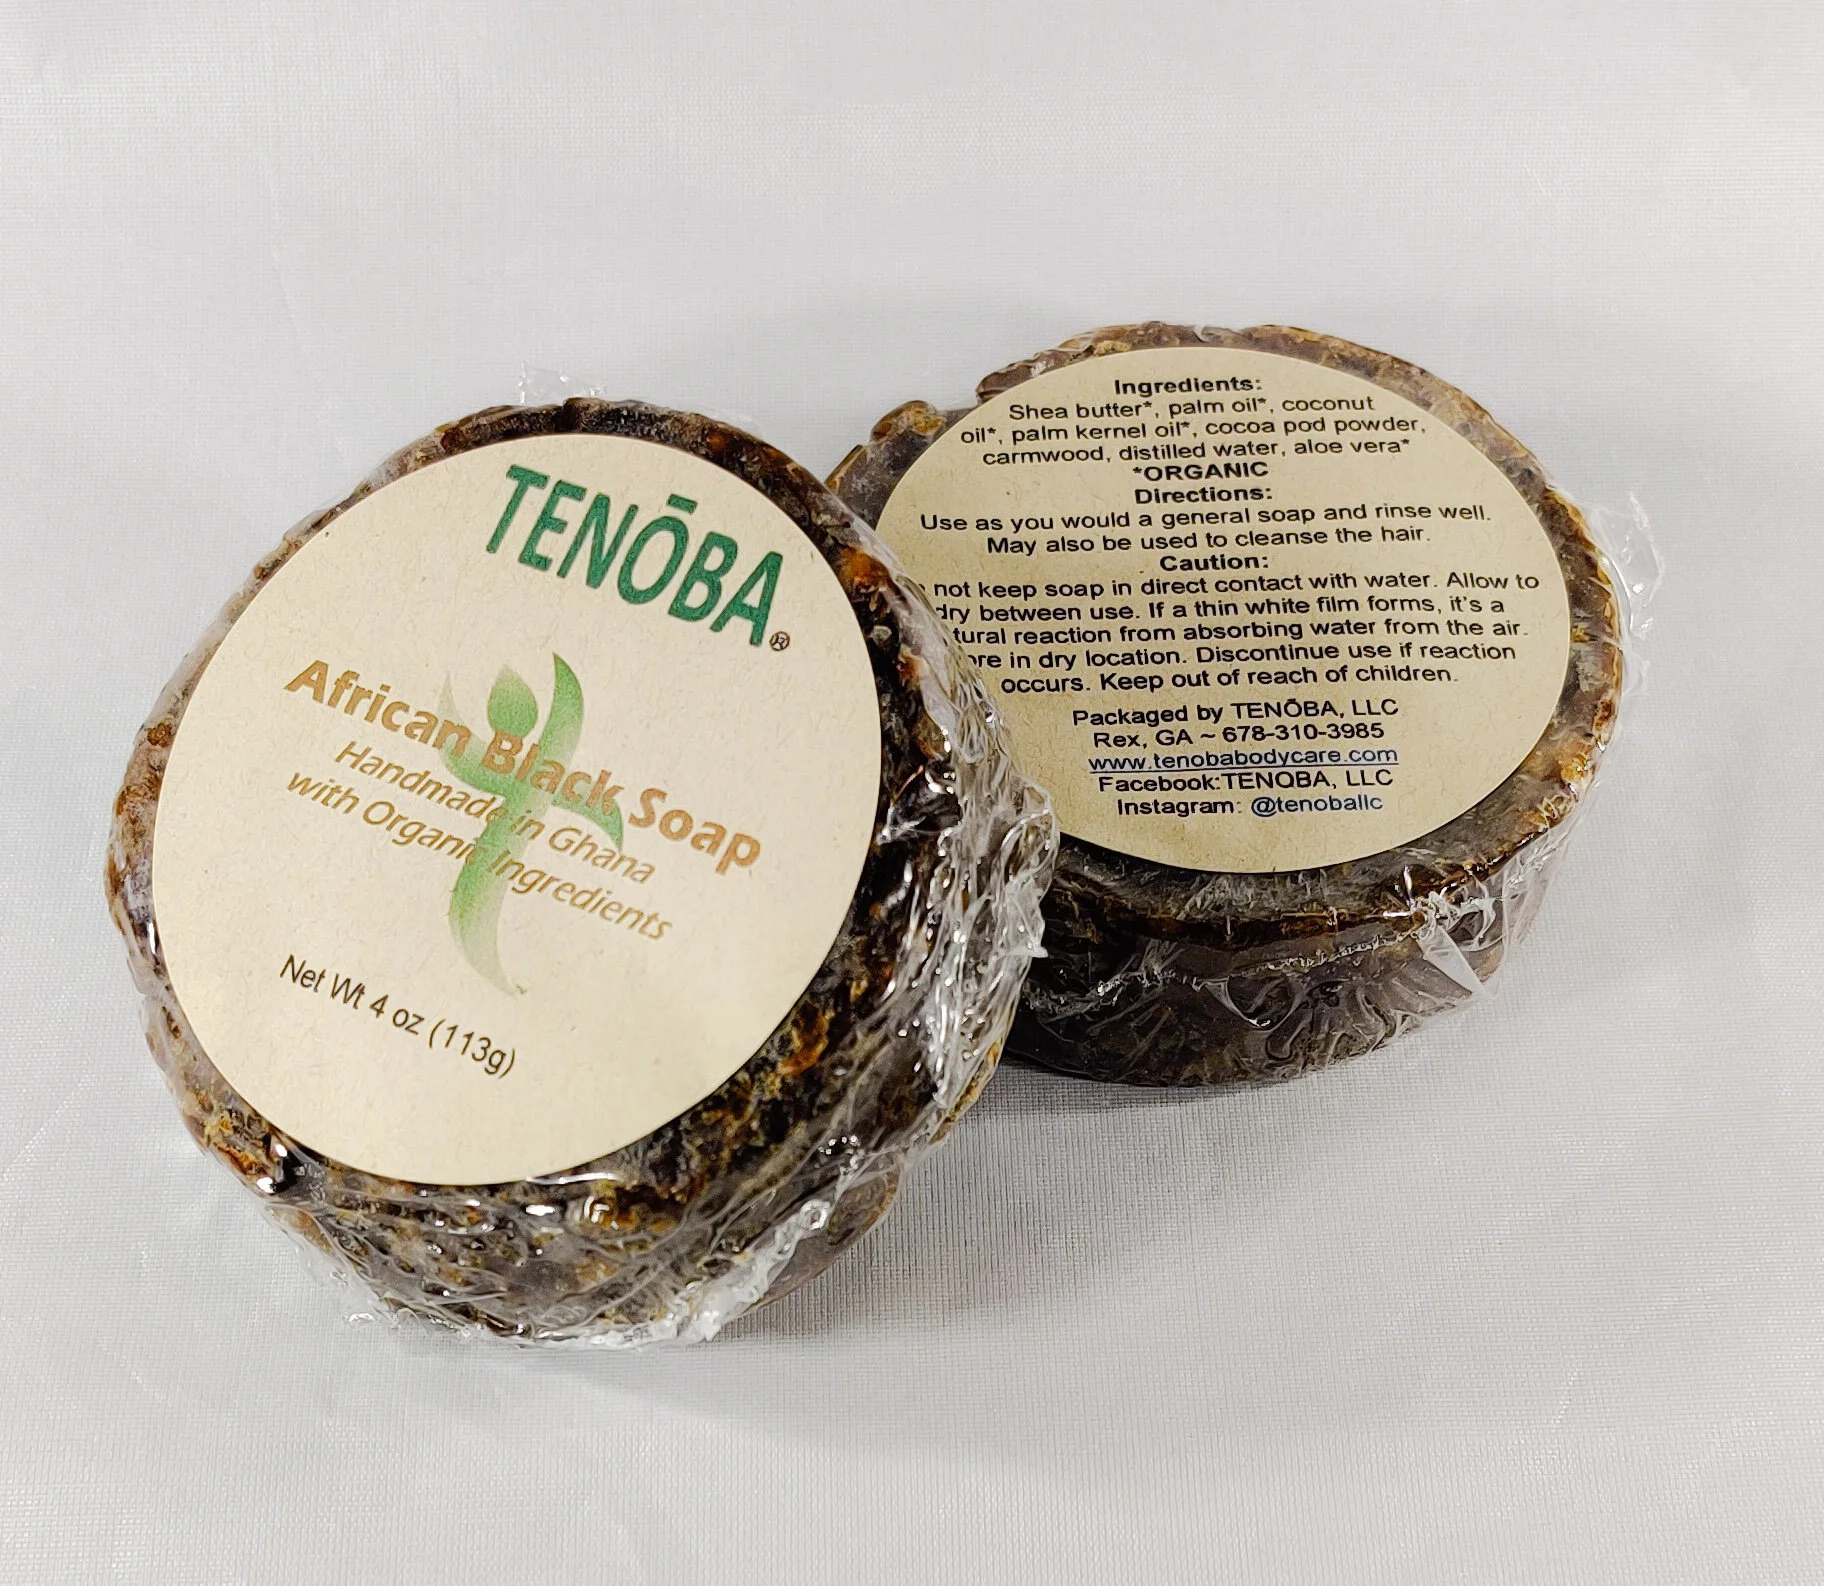 TENŌBA®
African Black Soap
Handmade in Ghana
with Organic Ingredients
Net Wt 4 oz (113g)
Ingredients:
Shea butter*, palm oil*, coconut
oil*, palm kernel oil*, cocoa pod powder,
carmwood, distilled water, aloe vera*
*ORGANIC
Directions:
Use as you would a general soap and rinse well.
May also be used to cleanse the hair.
Caution:
not keep soap in direct contact with water. Allow to
dry between use. If a thin white film forms, it's a
tural reaction from absorbing water from the air.
ore in dry location. Discontinue use if reaction
occurs. Keep out of reach of children.
Packaged by TENŌBA, LLC
Rex, GA ~ 678-310-3985
www.tenobabodycare.com
Facebook:TENOBA, LLC
Instagram: @tenoballc